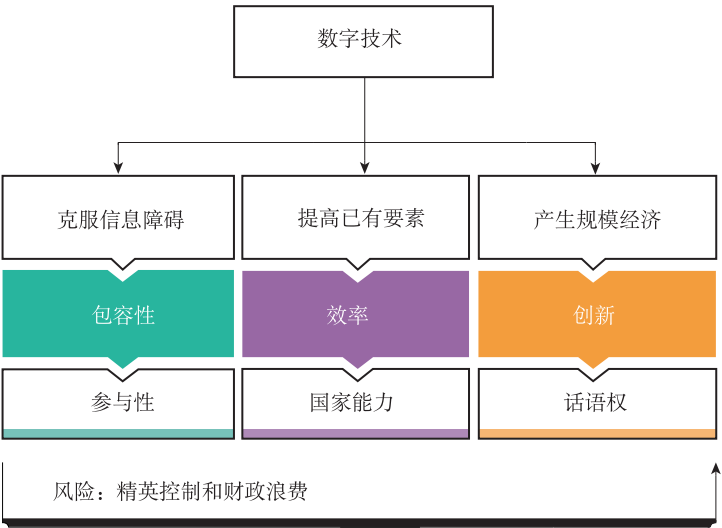 数字技术
克服信息障碍
提高已有要素
产生规模经济
包容性
效率
创新
参与性
国家能力
话语权
风险：精英控制和财政浪费